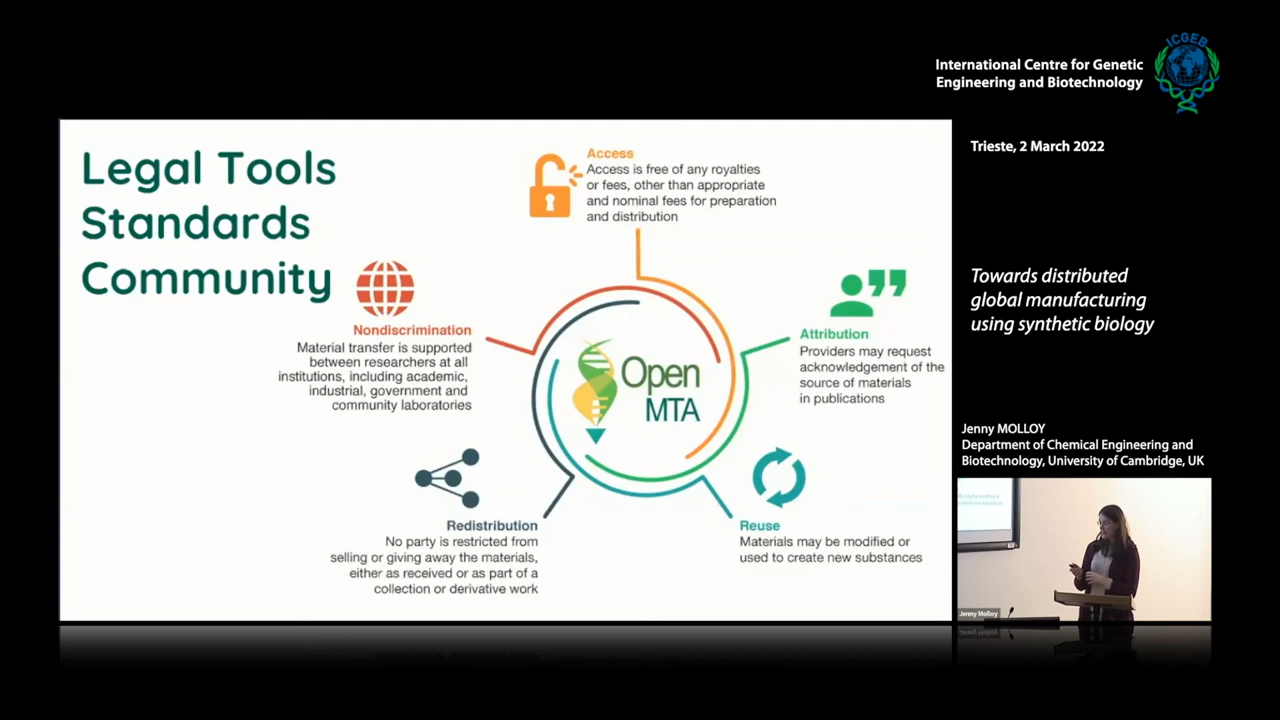 International Centre for Genetic
Engineering and Biotechnology
ICGEB
Trieste, 2 March 2022
Legal Tools
Standards
Community
Access
Access is free of any royalties
or fees, other than appropriate
and nominal fees for preparation
and distribution
Nondiscrimination
Material transfer is supported
between researchers at all
institutions, including academic,
industrial, government and
community laboratories
Open
MTA
Attribution
Providers may request
acknowledgement of the
source of materials
in publications
Redistribution
No party is restricted from
selling or giving away the materials,
either as received or as part of a
collection or derivative work
Reuse
Materials may be modified or
used to create new substances
Towards distributed
global manufacturing
using synthetic biology
Jenny MOLLOY
Department of Chemical Engineering and
Biotechnology, University of Cambridge, UK
Jenny Molloy